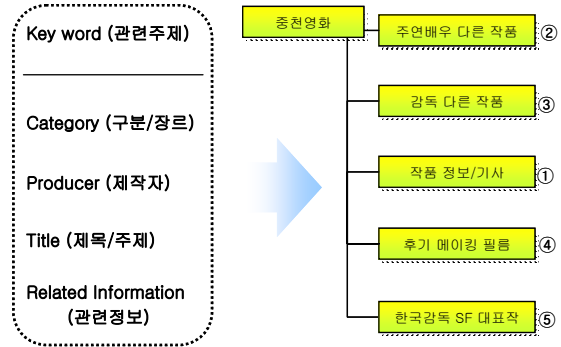 Key word (관련주제)
Category (구분/장르)
Producer (제작자)
Title (제목/주제)
Related Information
(관련정보)
중천영화
주연배우 다른 작품 ②
감독 다른 작품 ③
작품 정보/기사 ①
후기 메이킹 필름 ④
한국감독 SF 대표작 ⑤